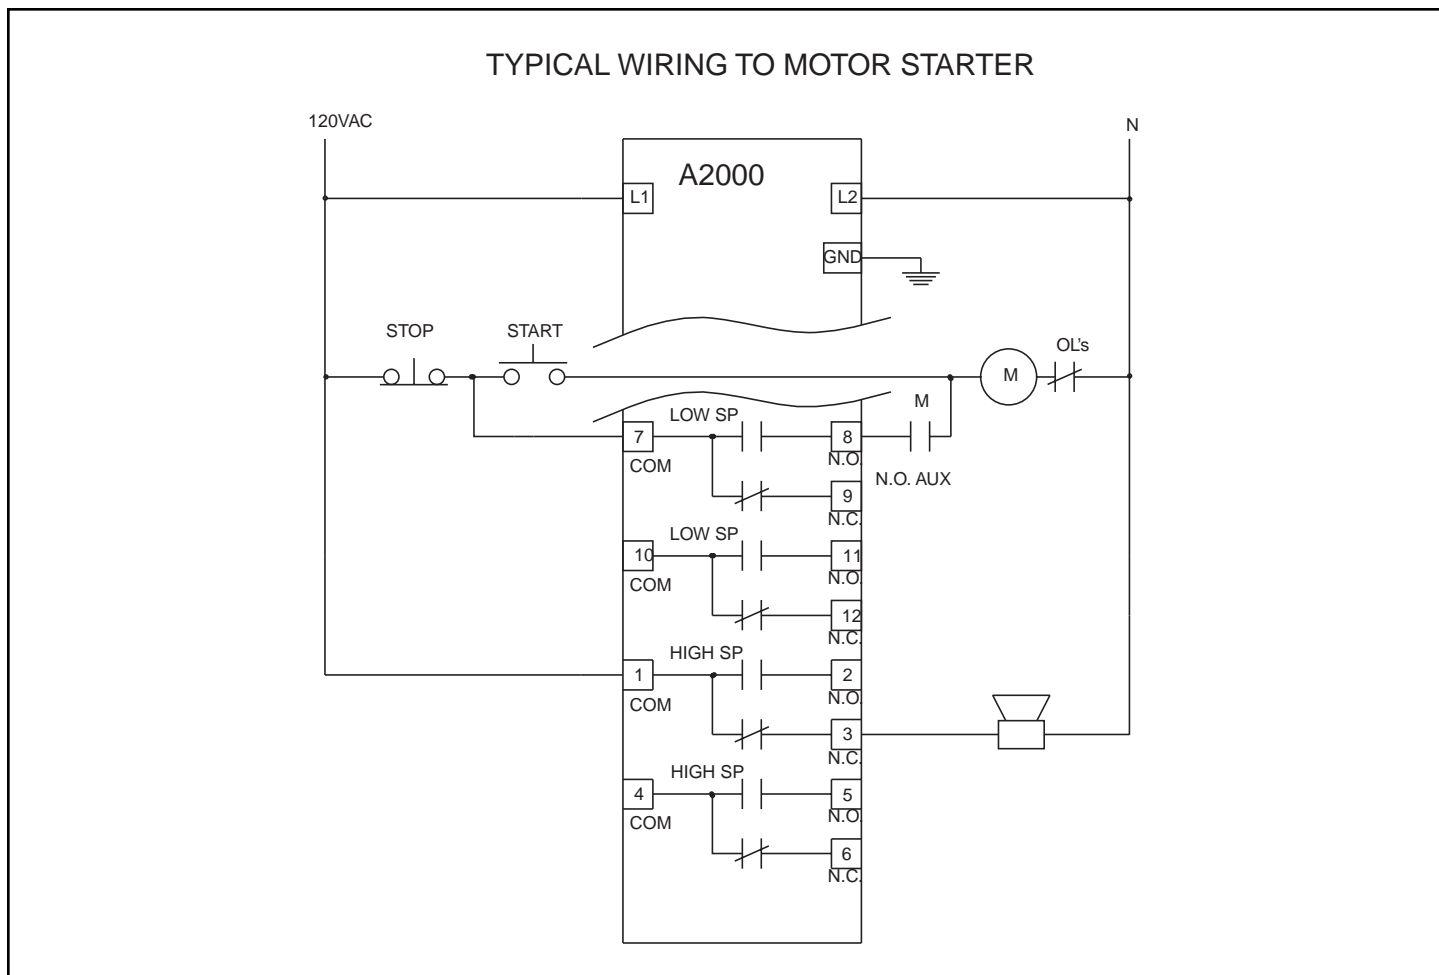 TYPICAL WIRING TO MOTOR STARTER
120VAC
N
A2000
L1
L2
GND
STOP
START
OL's
M
LOW SP
M
7
8
COM
N.O.
N.O. AUX
9
N.C.
LOW SP
10
11
COM
N.O.
12
N.C.
HIGH SP
1
2
COM
N.O.
3
N.C.
HIGH SP
4
5
COM
N.O.
6
N.C.